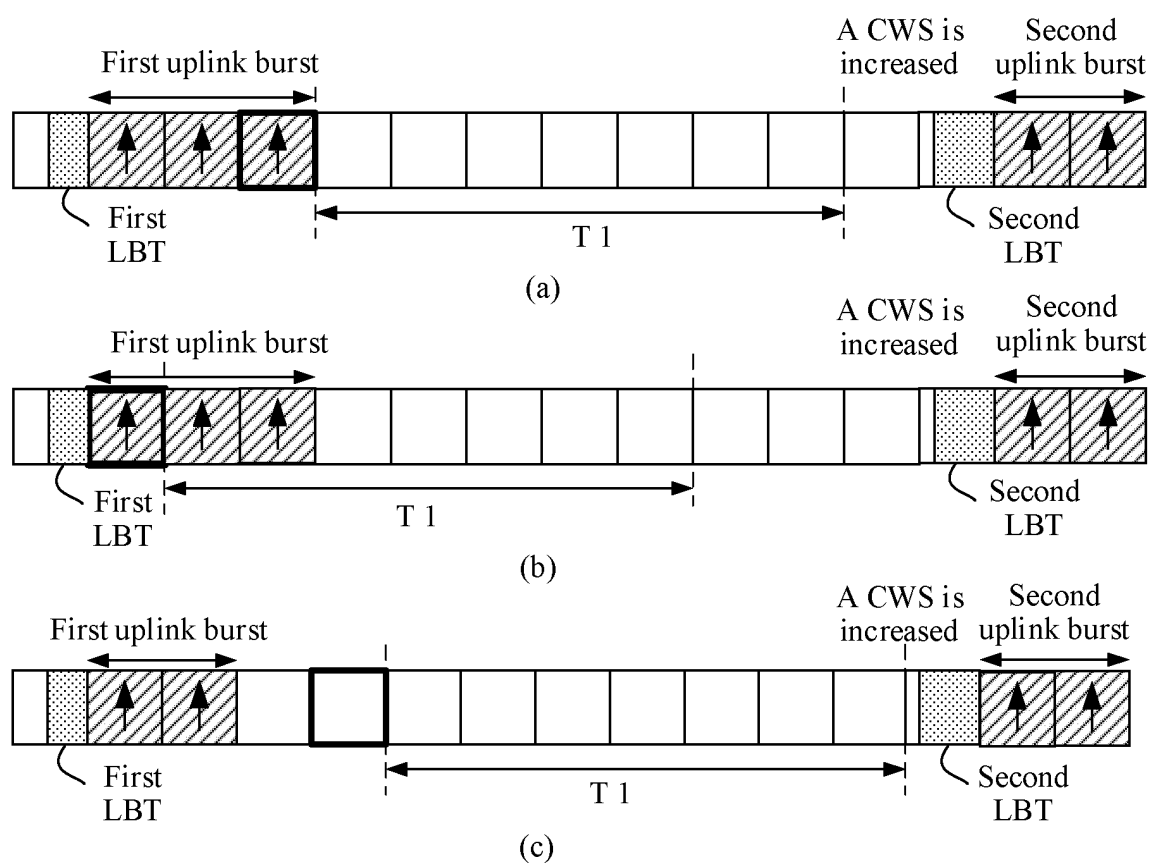 First uplink burst
A CWS is
increased
Second
uplink burst
First
LBT
T 1
Second
LBT
(a)
First uplink burst
A CWS is
increased
Second
uplink burst
First
LBT
T 1
Second
LBT
(b)
First uplink burst
A CWS is
increased
Second
uplink burst
First
LBT
T 1
Second
LBT
(c)